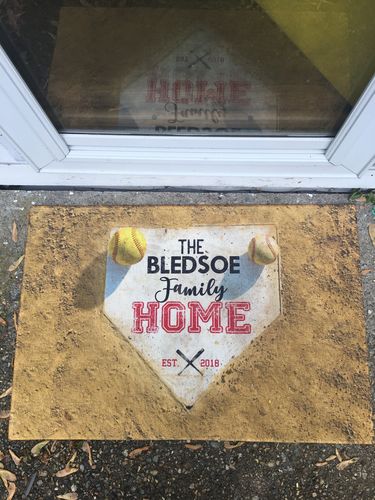 THE
BLEDSOE
Family
HOME
EST. 2018